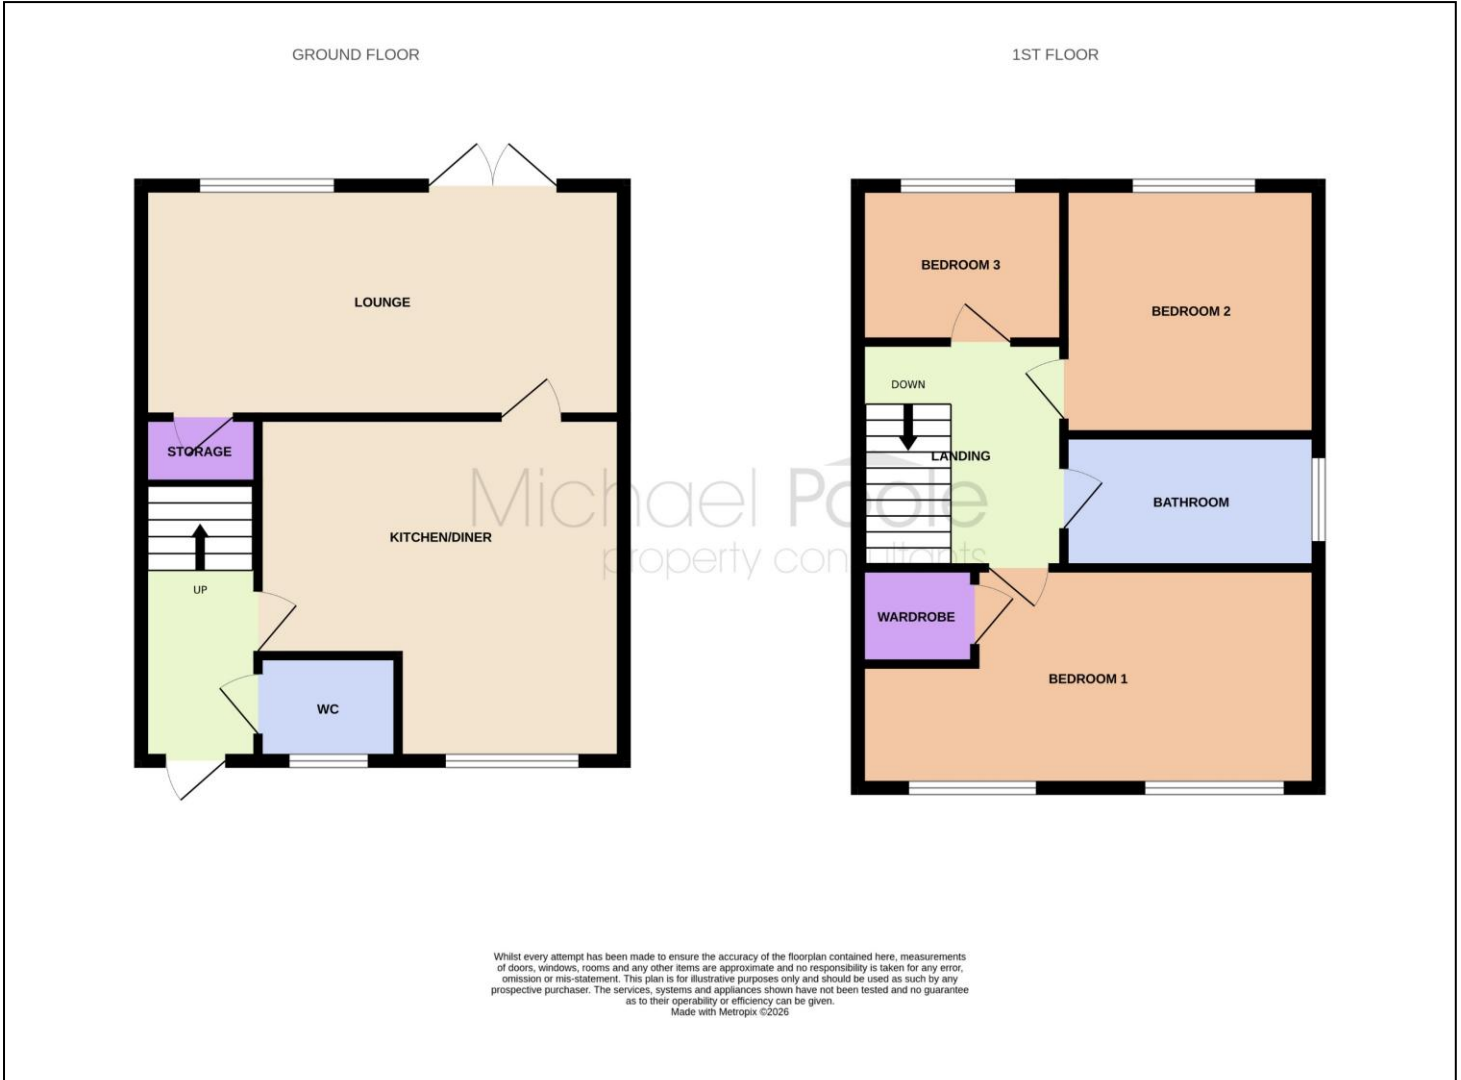 GROUND FLOOR
1ST FLOOR
LOUNGE
STORAGE
KITCHEN/DINER
UP
WC
BEDROOM 3
BEDROOM 2
DOWN
LANDING
BATHROOM
WARDROBE
BEDROOM 1
Michael Poole
property consultants
Whilst every attempt has been made to ensure the accuracy of the floorplan contained here, measurements
of doors, windows, rooms and any other items are approximate and no responsibility is taken for any error,
omission or mis-statement. This plan is for illustrative purposes only and should be used as such by any
prospective purchaser. The services, systems and appliances shown have not been tested and no guarantee
as to their operability or efficiency can be given.
Made with Metropix ©2026